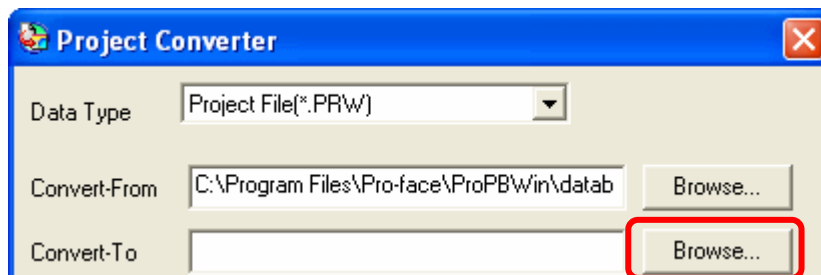 Project Converter
Data Type Project File(*.PRW)
Convert-From C:\Program Files\Pro-face\ProPBWin\datab Browse...
Convert-To Browse...